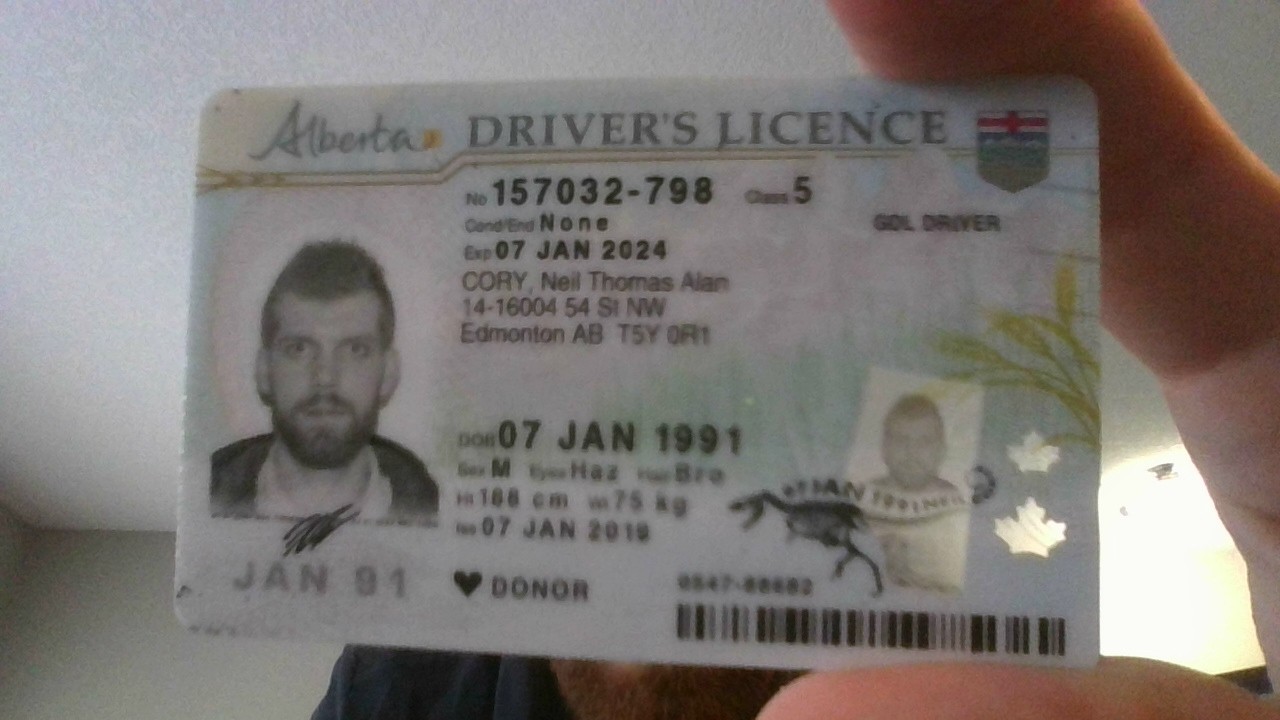 Alberta DRIVER'S LICENCE
No 157032-798 Class 5
Cond/End None
GDL DRIVER
Exp 07 JAN 2024
CORY, Neil Thomas Alan
14-16004 54 St NW
Edmonton AB T5Y 0R1
DOB 07 JAN 1991
Sex M Eyes Haz Hair Bro
Ht 188 cm Wt 75 kg
Iss 07 JAN 2019
JAN 91
DONOR